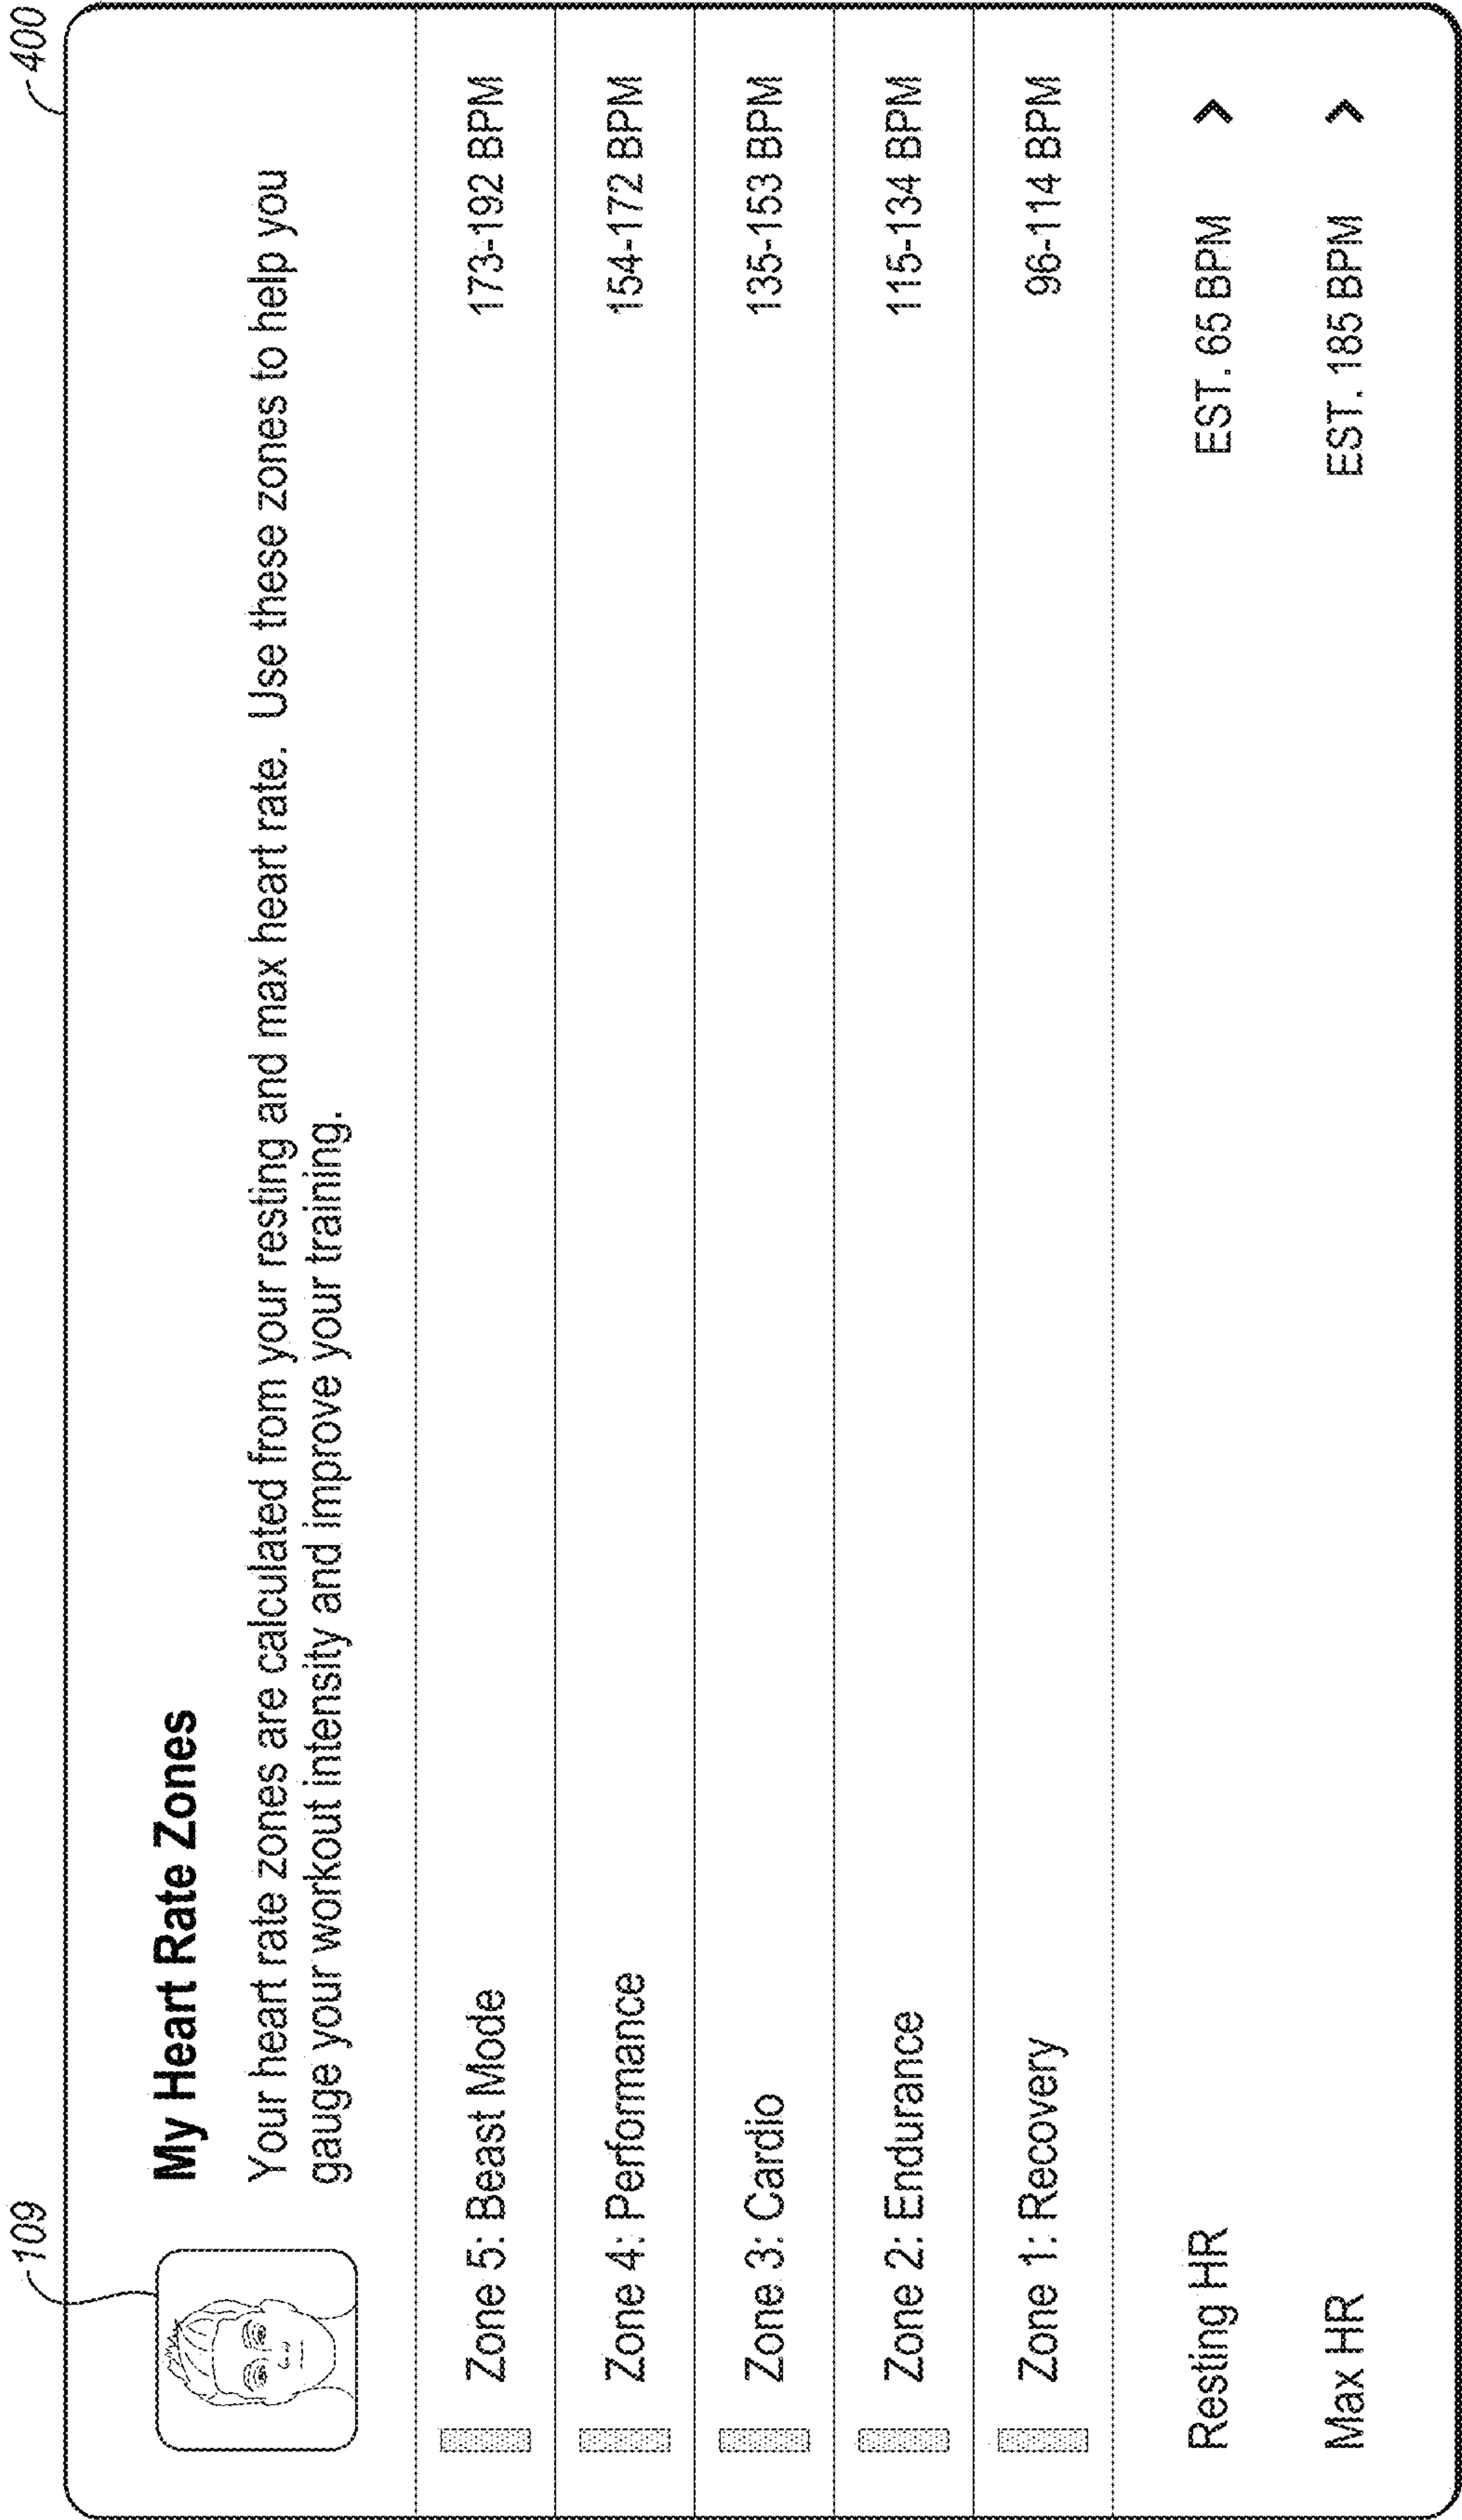 400
109
My Heart Rate Zones
Your heart rate zones are calculated from your resting and max heart rate.  Use these zones to help you
gauge your workout intensity and improve your training.
Zone 5: Beast Mode 173-192 BPM
Zone 4: Performance 154-172 BPM
Zone 3: Cardio 135-153 BPM
Zone 2: Endurance 115-134 BPM
Zone 1: Recovery 96-114 BPM
Resting HR EST. 65 BPM >
Max HR EST. 185 BPM >